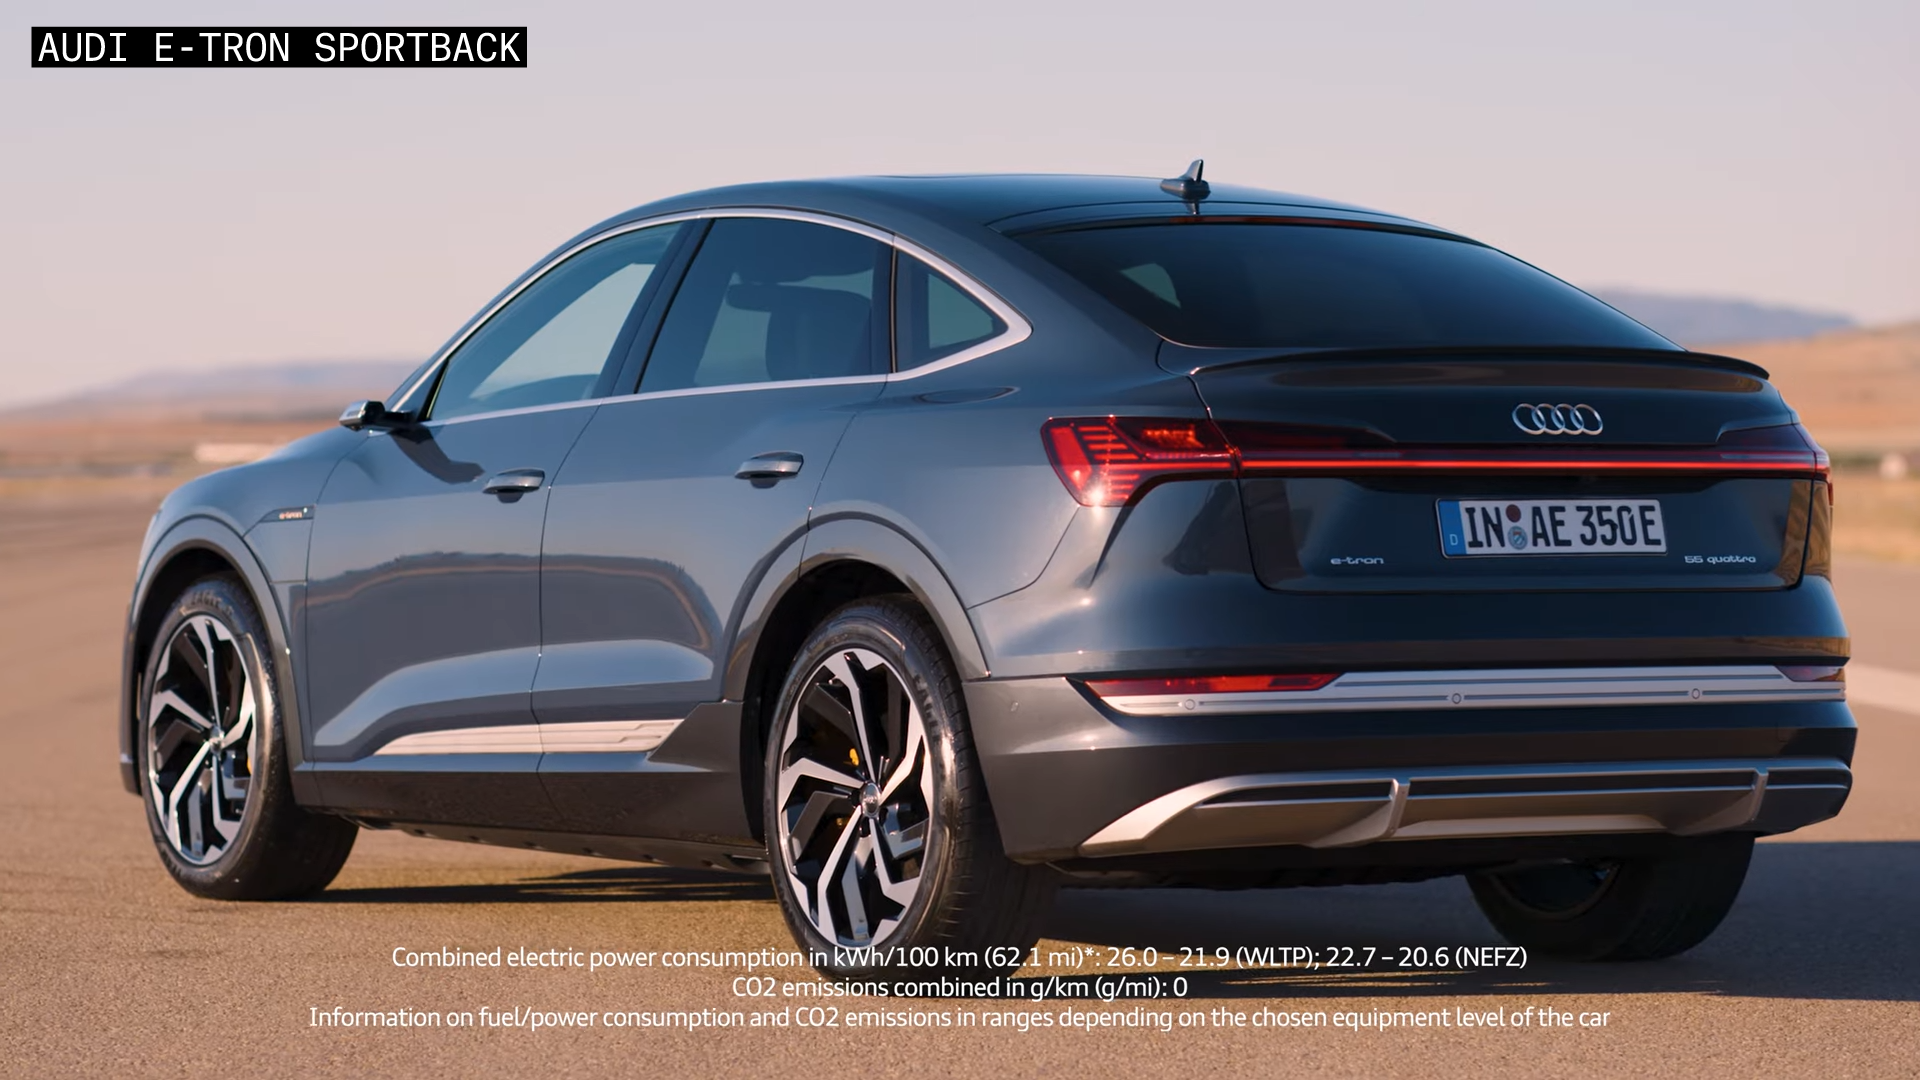 AUDI E-TRON SPORTBACK
e-tron
IN AE 350E
e-tron
55 quattro
Combined electric power consumption in kWh/100 km (62.1 mi)*: 26.0 – 21.9 (WLTP); 22.7 – 20.6 (NEFZ)
CO2 emissions combined in g/km (g/mi): 0
Information on fuel/power consumption and CO2 emissions in ranges depending on the chosen equipment level of the car